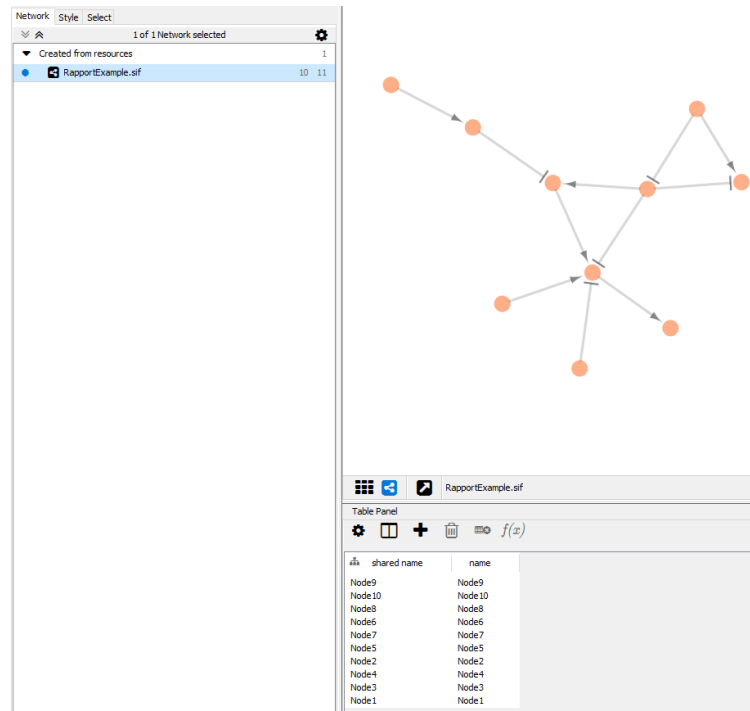 Network Style Select
1 of 1 Network selected
Created from resources 1
RapportExample.sif 10 11
RapportExample.sif
Table Panel
f(x)
shared name name
Node9 Node9
Node10 Node10
Node8 Node8
Node6 Node6
Node7 Node7
Node5 Node5
Node2 Node2
Node4 Node4
Node3 Node3
Node1 Node1